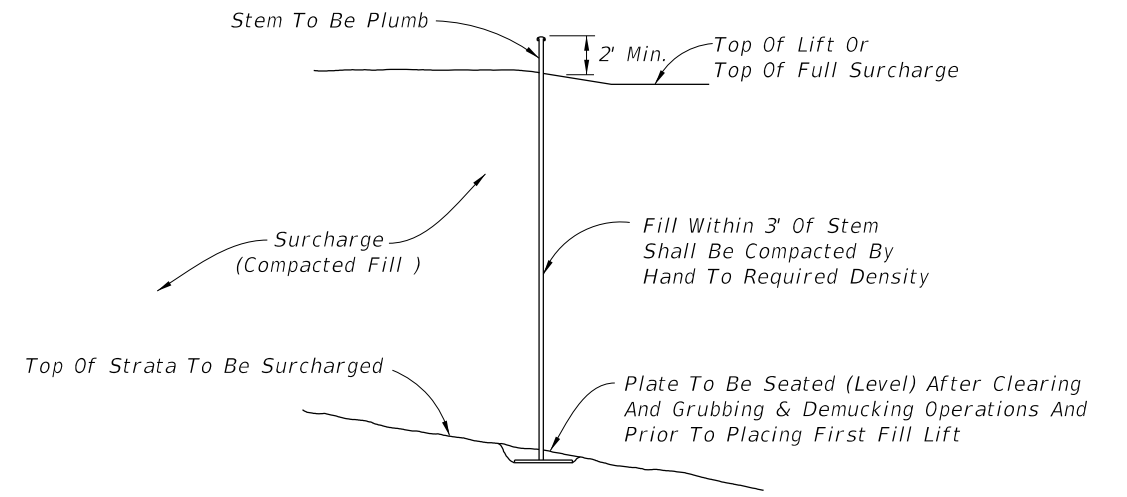 Stem To Be Plumb
2' Min.
Top Of Lift Or
Top Of Full Surcharge
Surcharge
(Compacted Fill )
Fill Within 3' Of Stem
Shall Be Compacted By
Hand To Required Density
Top Of Strata To Be Surcharged
Plate To Be Seated (Level) After Clearing
And Grubbing & Demucking Operations And
Prior To Placing First Fill Lift